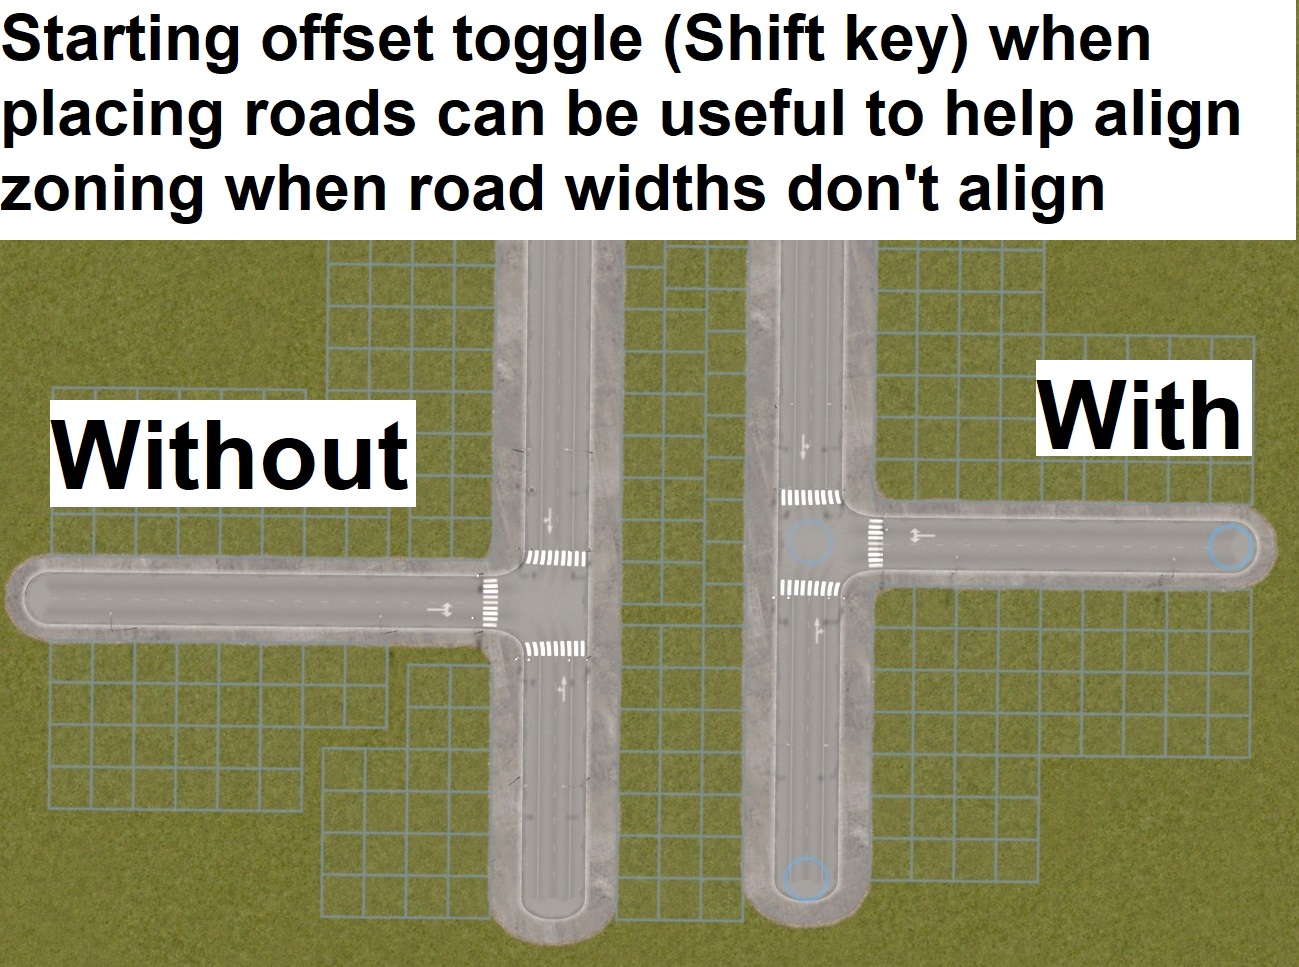 Starting offset toggle (Shift key) when
placing roads can be useful to help align
zoning when road widths don't align
Without
With